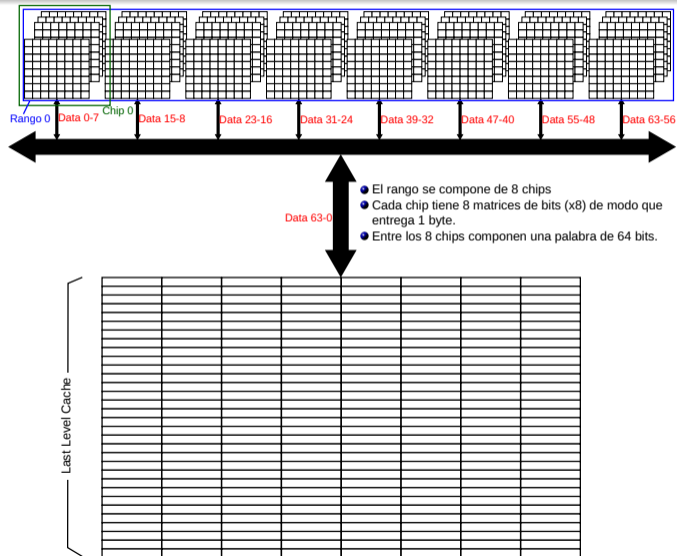 Rango 0
Data 0-7
Chip 0
Data 15-8
Data 23-16
Data 31-24
Data 39-32
Data 47-40
Data 55-48
Data 63-56
Data 63-0
El rango se compone de 8 chips
Cada chip tiene 8 matrices de bits (x8) de modo que
entrega 1 byte.
Entre los 8 chips componen una palabra de 64 bits.
Last Level Cache